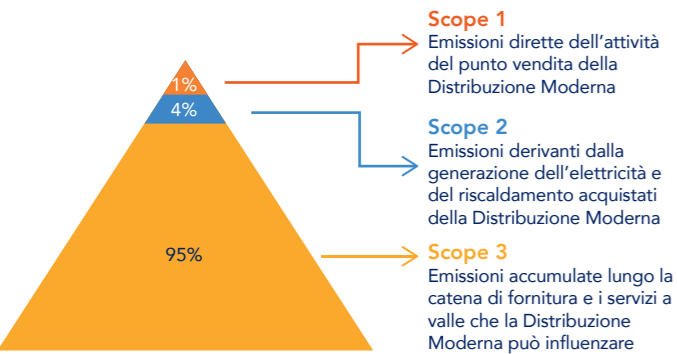 Scope 1
Emissioni dirette dell'attività
del punto vendita della
Distribuzione Moderna
1%
4%
Scope 2
Emissioni derivanti dalla
generazione dell'elettricità e
del riscaldamento acquistati
della Distribuzione Moderna
95%
Scope 3
Emissioni accumulate lungo la
catena di fornitura e i servizi a
valle che la Distribuzione
Moderna può influenzare